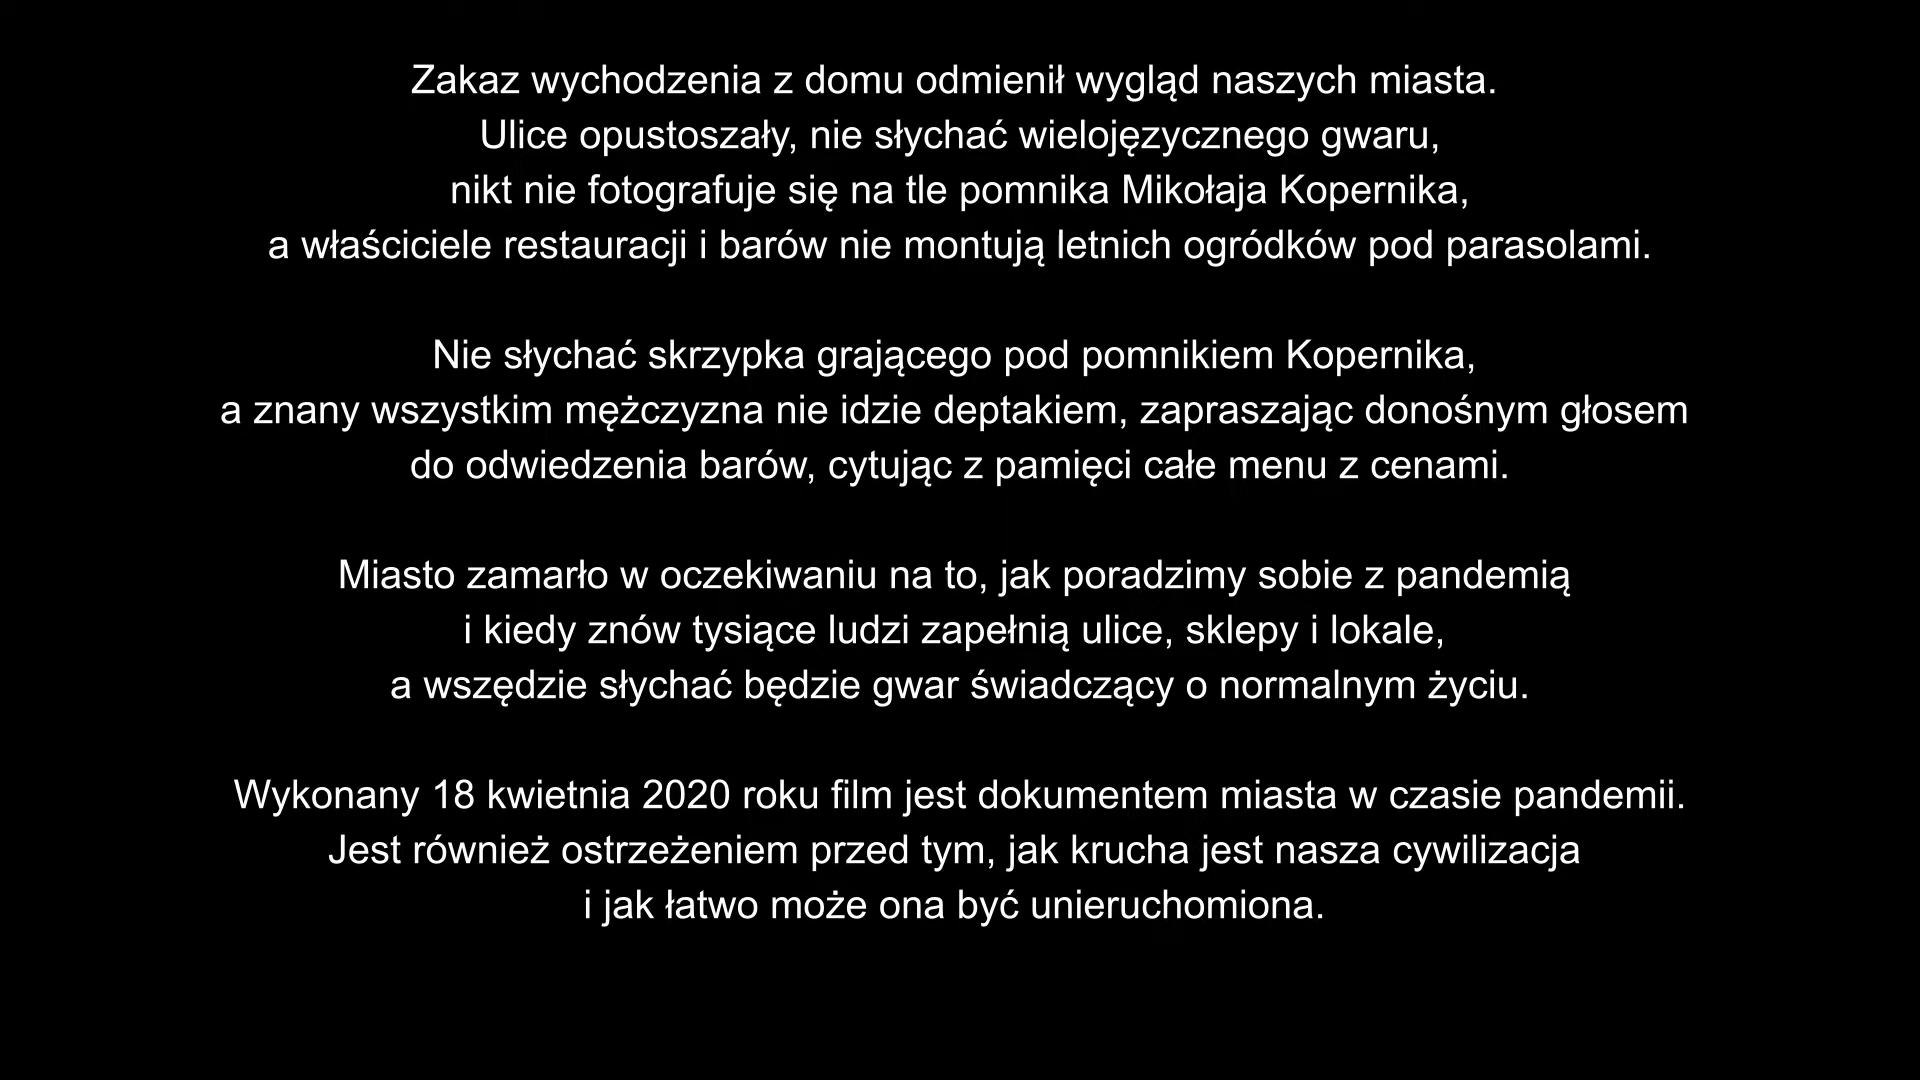 Zakaz wychodzenia z domu odmienił wygląd naszych miasta.
Ulice opustoszały, nie słychać wielojęzycznego gwaru,
nikt nie fotografuje się na tle pomnika Mikołaja Kopernika,
a właściciele restauracji i barów nie montują letnich ogródków pod parasolami.
Nie słychać skrzypka grającego pod pomnikiem Kopernika,
a znany wszystkim mężczyzna nie idzie deptakiem, zapraszając donośnym głosem
do odwiedzenia barów, cytując z pamięci całe menu z cenami.
Miasto zamarło w oczekiwaniu na to, jak poradzimy sobie z pandemią
i kiedy znów tysiące ludzi zapełnią ulice, sklepy i lokale,
a wszędzie słychać będzie gwar świadczący o normalnym życiu.
Wykonany 18 kwietnia 2020 roku film jest dokumentem miasta w czasie pandemii.
Jest również ostrzeżeniem przed tym, jak krucha jest nasza cywilizacja
i jak łatwo może ona być unieruchomiona.